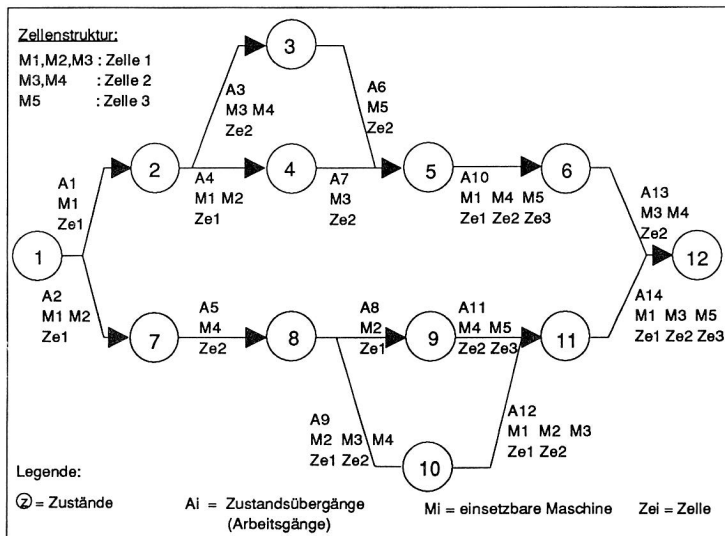 Zellenstruktur:
M1,M2,M3 : Zelle 1
M3,M4 : Zelle 2
M5 : Zelle 3
3
A3
M3 M4
Ze2
A6
M5
Ze2
2
4
5
6
A1
M1
Ze1
A4
M1 M2
Ze1
A7
M3
Ze2
A10
M1 M4 M5
Ze1 Ze2 Ze3
A13
M3 M4
Ze2
1
12
A2
M1 M2
Ze1
A5
M4
Ze2
A8
M2
Ze1
A11
M4 M5
Ze2 Ze3
A14
M1 M3 M5
Ze1 Ze2 Ze3
7
8
9
11
A9
M2 M3 M4
Ze1 Ze2
A12
M1 M2 M3
Ze1 Ze2
10
Legende:
z = Zustände
Ai = Zustandsübergänge
(Arbeitsgänge)
Mi = einsetzbare Maschine
Zei = Zelle